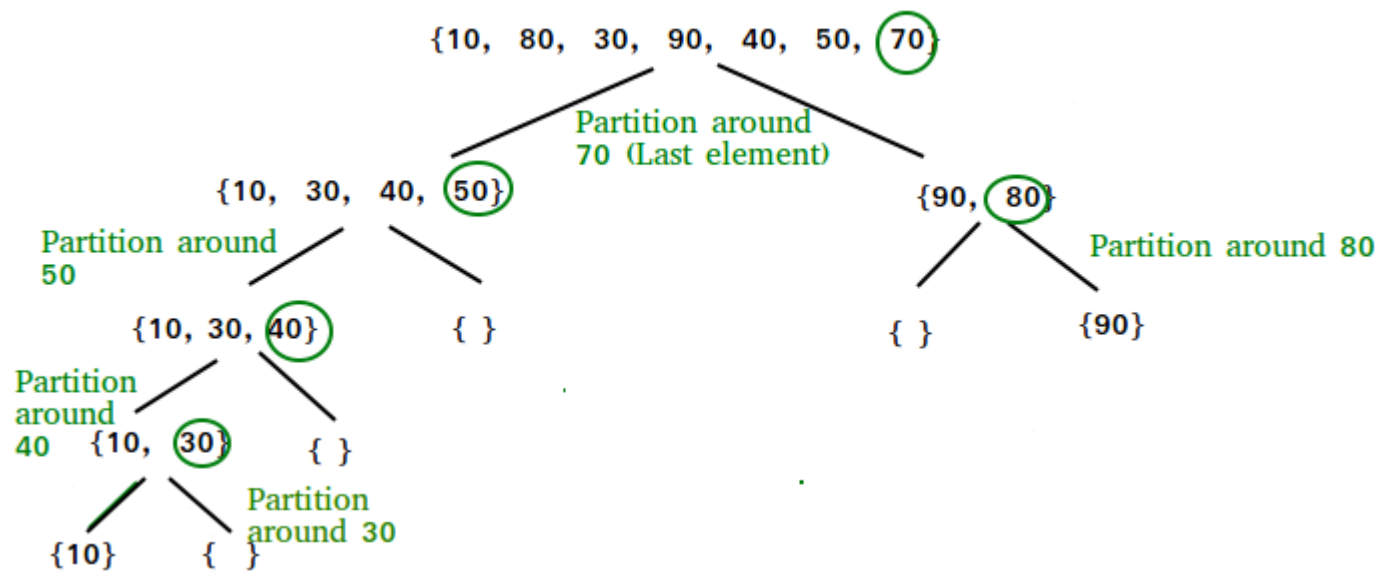 {10, 80, 30, 90, 40, 50, 70}
Partition around
70 (Last element)
{10, 30, 40, 50}
{90, 80}
Partition around
50
Partition around 80
{10, 30, 40}
{ }
{ }
{90}
Partition
around
40
{10, 30}
{ }
Partition
around 30
{10}
{ }